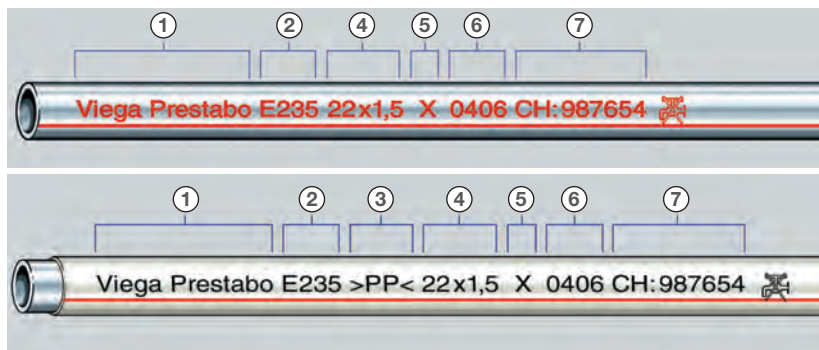 ① ② ④ ⑤ ⑥ ⑦
Viega Prestabo E235 22x1,5 X 0406 CH: 987654
① ② ③ ④ ⑤ ⑥ ⑦
Viega Prestabo E235 >PP< 22x1,5 X 0406 CH: 987654